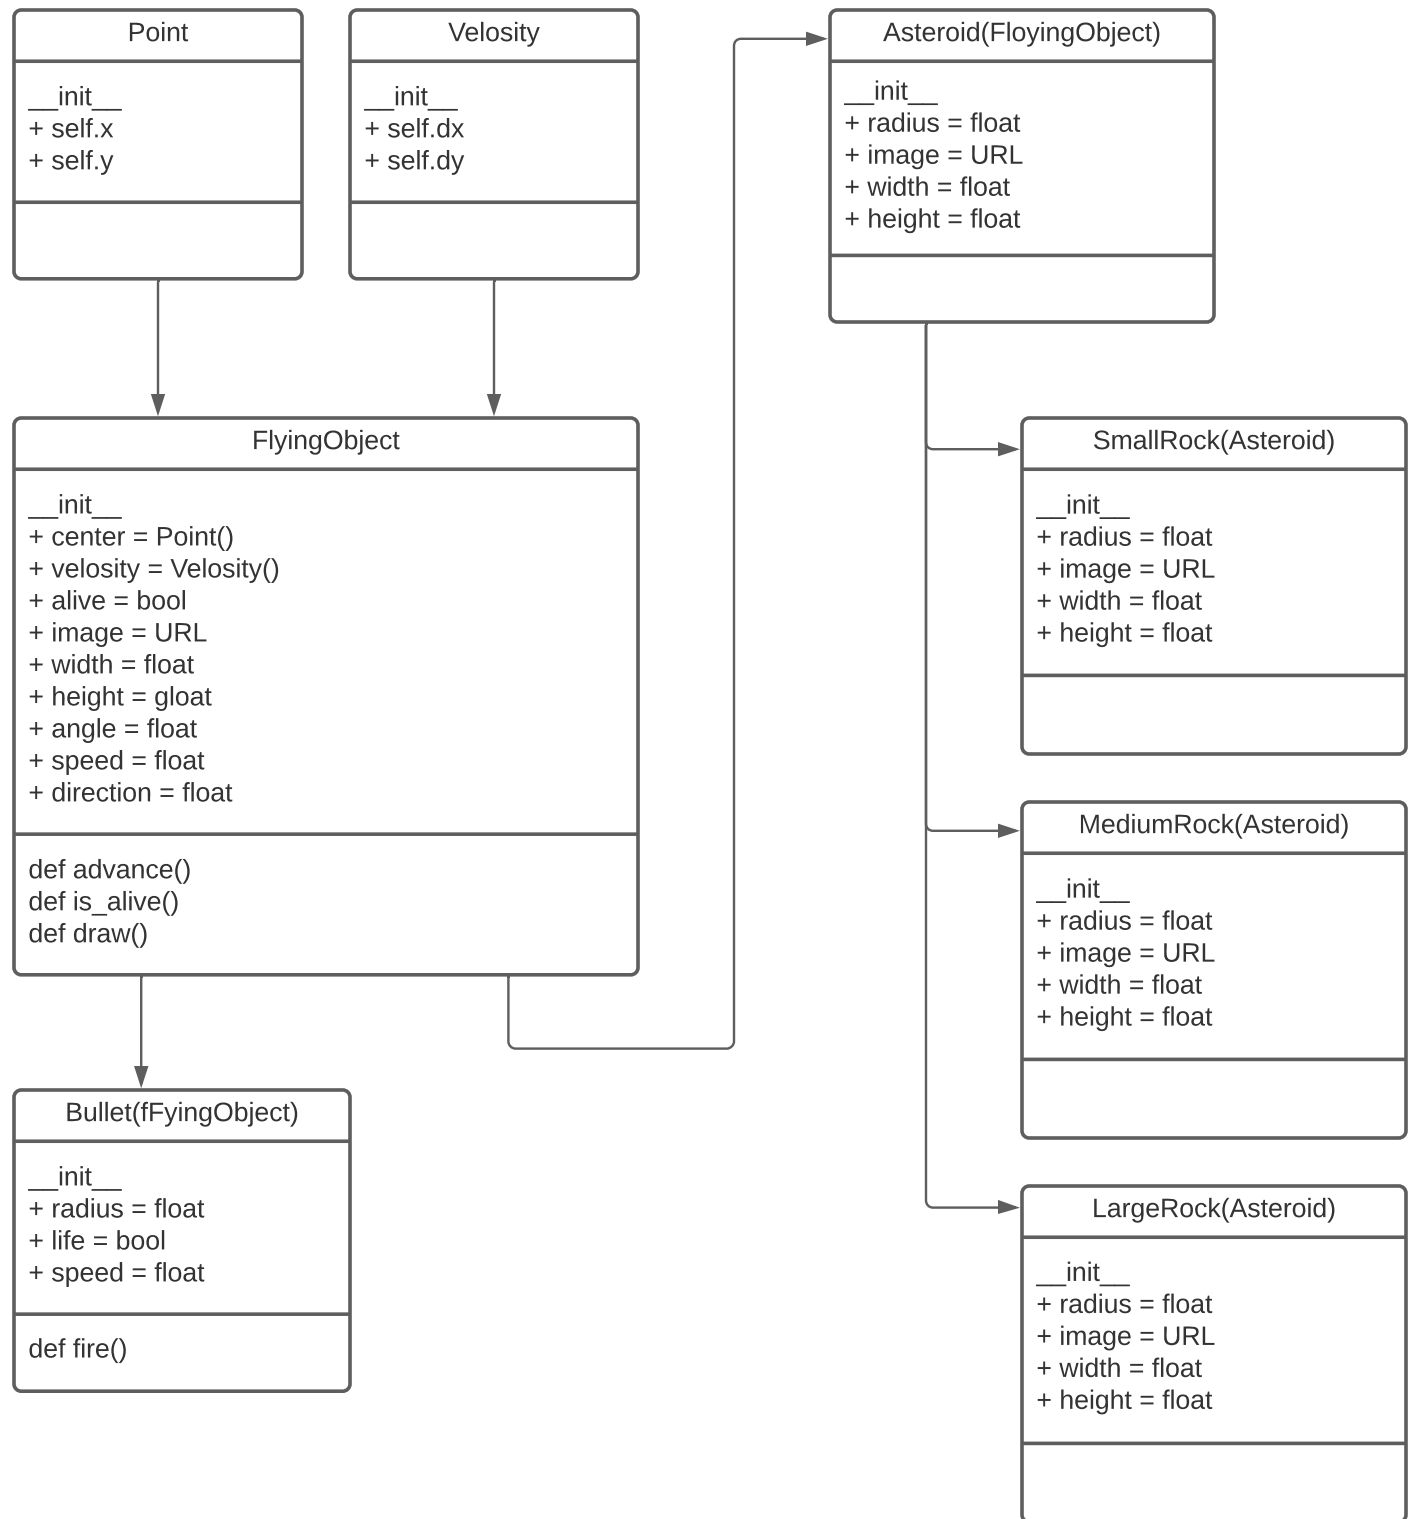 Point
__init__
+ self.x
+ self.y
Velosity
__init__
+ self.dx
+ self.dy
FlyingObject
__init__
+ center = Point()
+ velosity = Velosity()
+ alive = bool
+ image = URL
+ width = float
+ height = gloat
+ angle = float
+ speed = float
+ direction = float
def advance()
def is_alive()
def draw()
Bullet(fFyingObject)
__init__
+ radius = float
+ life = bool
+ speed = float
def fire()
Asteroid(FloyingObject)
__init__
+ radius = float
+ image = URL
+ width = float
+ height = float
SmallRock(Asteroid)
__init__
+ radius = float
+ image = URL
+ width = float
+ height = float
MediumRock(Asteroid)
__init__
+ radius = float
+ image = URL
+ width = float
+ height = float
LargeRock(Asteroid)
__init__
+ radius = float
+ image = URL
+ width = float
+ height = float